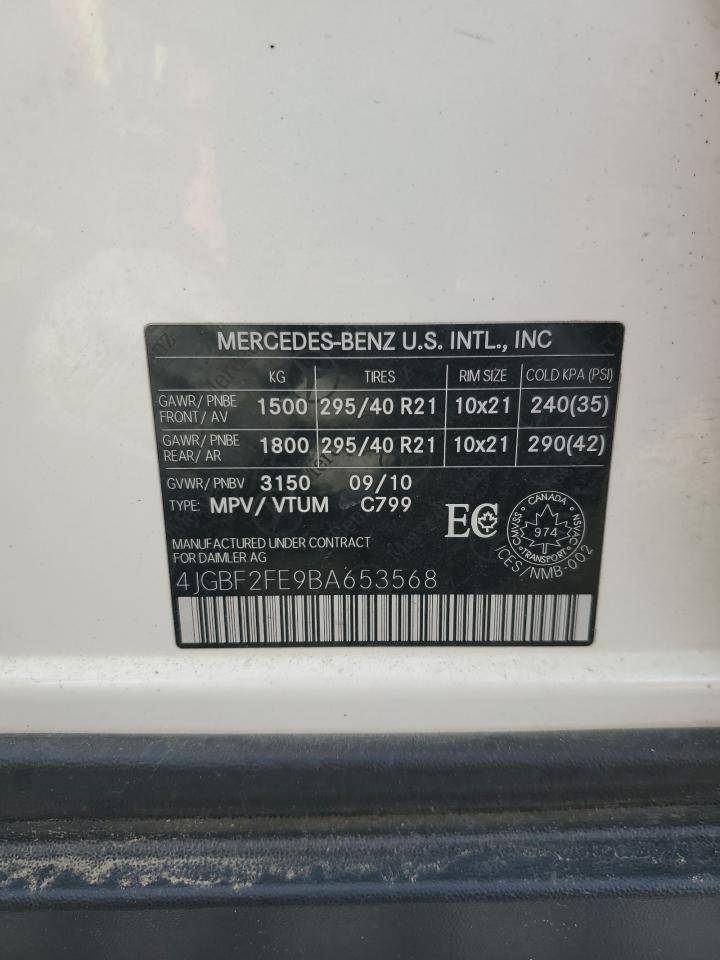 MERCEDES-BENZ U.S. INTL., INC
KG TIRES RIM SIZE COLD KPA (PSI)
GAWR/ PNBE
FRONT/ AV 1500 295/40 R21 10x21 240(35)
GAWR/ PNBE
REAR/ AR 1800 295/40 R21 10x21 290(42)
GVWR/ PNBV 3150 09/10
TYPE: MPV/VTUM C799
EC
CANADA
CMVSS 974 NSVAC
TRANSPORT
ICES/NMB-002
MANUFACTURED UNDER CONTRACT
FOR DAIMLER AG
4JGBF2FE9BA653568